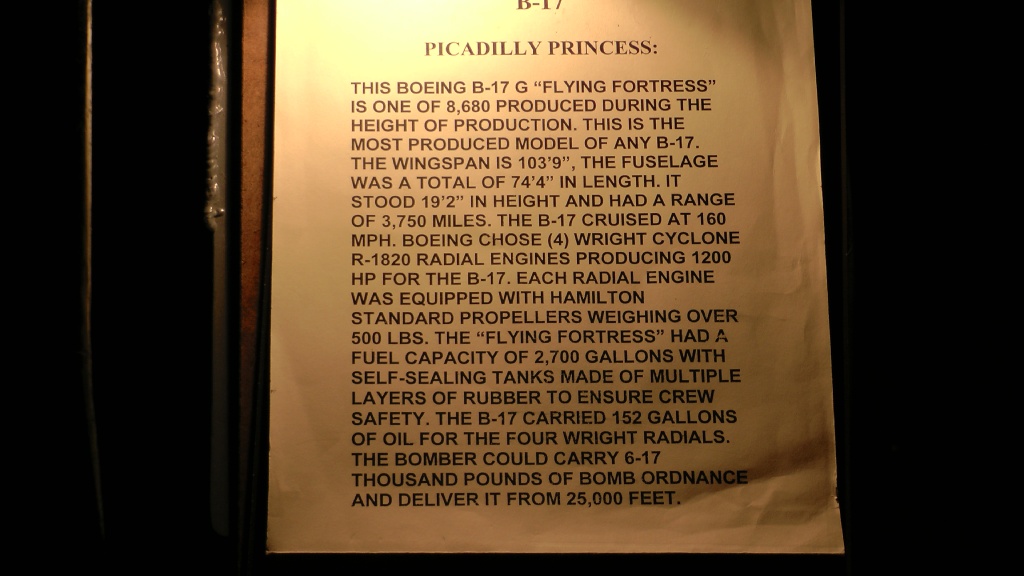 B-17
PICADILLY PRINCESS:
THIS BOEING B-17 G “FLYING FORTRESS”
IS ONE OF 8,680 PRODUCED DURING THE
HEIGHT OF PRODUCTION. THIS IS THE
MOST PRODUCED MODEL OF ANY B-17.
THE WINGSPAN IS 103’9”, THE FUSELAGE
WAS A TOTAL OF 74’4” IN LENGTH. IT
STOOD 19’2” IN HEIGHT AND HAD A RANGE
OF 3,750 MILES. THE B-17 CRUISED AT 160
MPH. BOEING CHOSE (4) WRIGHT CYCLONE
R-1820 RADIAL ENGINES PRODUCING 1200
HP FOR THE B-17. EACH RADIAL ENGINE
WAS EQUIPPED WITH HAMILTON
STANDARD PROPELLERS WEIGHING OVER
500 LBS. THE “FLYING FORTRESS” HAD A
FUEL CAPACITY OF 2,700 GALLONS WITH
SELF-SEALING TANKS MADE OF MULTIPLE
LAYERS OF RUBBER TO ENSURE CREW
SAFETY. THE B-17 CARRIED 152 GALLONS
OF OIL FOR THE FOUR WRIGHT RADIALS.
THE BOMBER COULD CARRY 6-17
THOUSAND POUNDS OF BOMB ORDNANCE
AND DELIVER IT FROM 25,000 FEET.